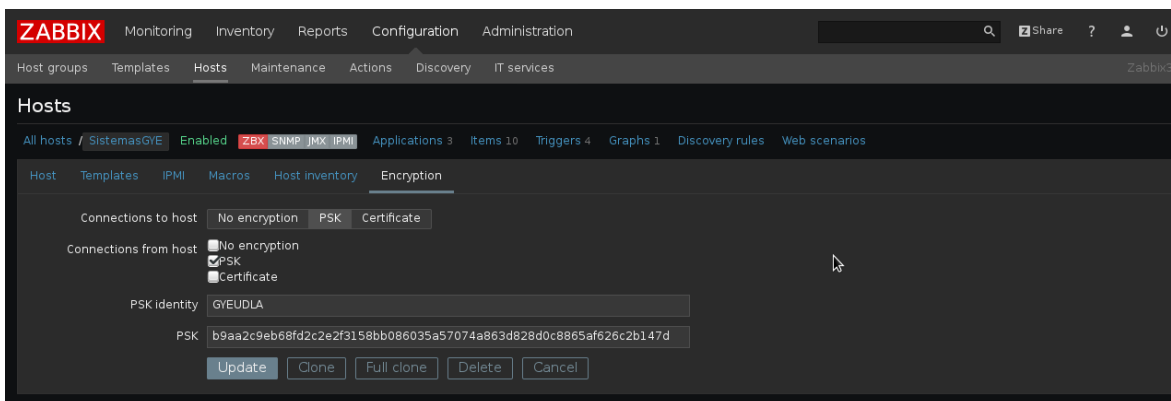 ZABBIX Monitoring Inventory Reports Configuration Administration Z Share ?
Host groups Templates Hosts Maintenance Actions Discovery IT services Zabbix3
Hosts
All hosts / SistemasGYE Enabled ZBX SNMP JMX IPMI Applications 3 Items 10 Triggers 4 Graphs 1 Discovery rules Web scenarios
Host Templates IPMI Macros Host inventory Encryption
Connections to host No encryption PSK Certificate
Connections from host No encryption
PSK
Certificate
PSK identity GYEUDLA
PSK b9aa2c9eb68fd2c2e2f3158bb086035a57074a863d828d0c8865af626c2b147d
Update Clone Full clone Delete Cancel